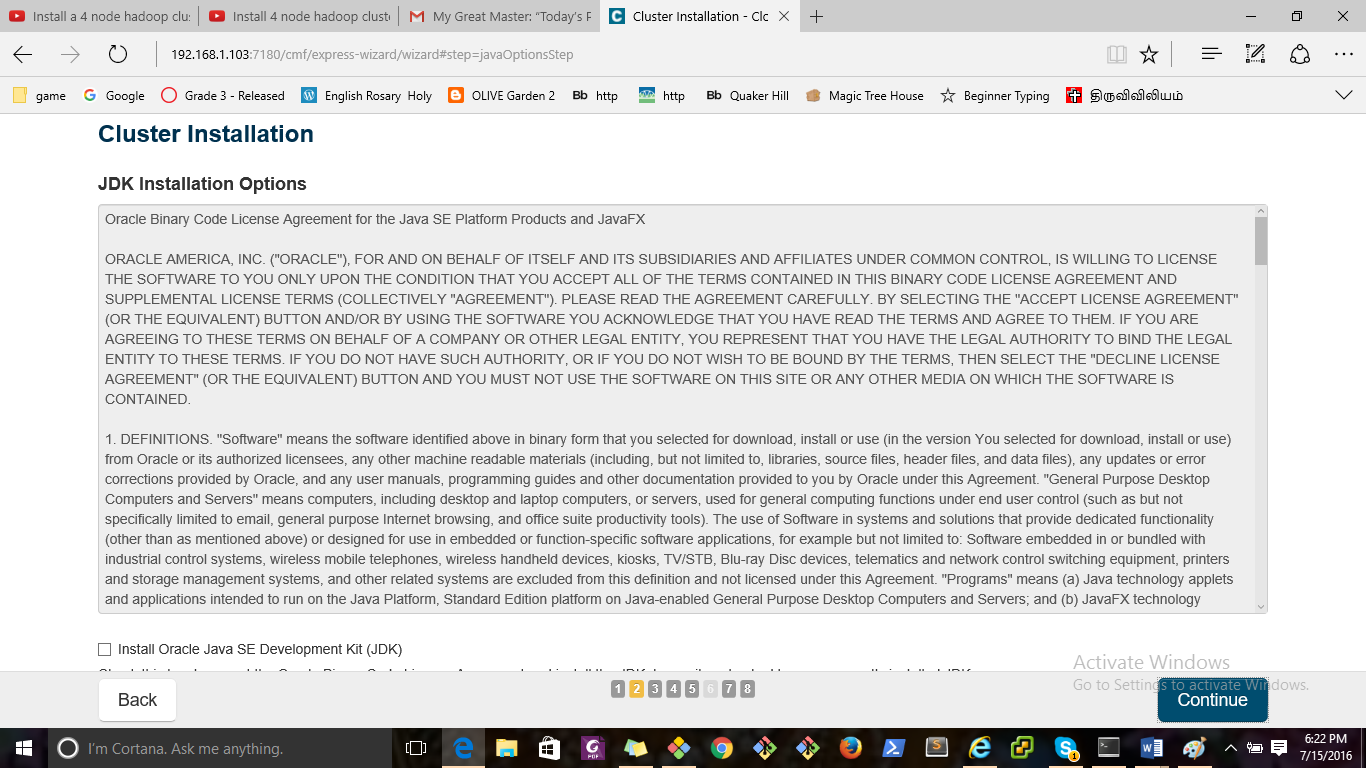 Install a 4 node hadoop clu
Install 4 node hadoop cluste
My Great Master: “Today's F
Cluster Installation - Clc
192.168.1.103:7180/cmf/express-wizard/wizard#step=javaOptionsStep
game
Google
Grade 3 - Released
English Rosary Holy
OLIVE Garden 2
Bb http
http
Bb Quaker Hill
Magic Tree House
Beginner Typing
திருவிவிலியம்
Cluster Installation
JDK Installation Options
Oracle Binary Code License Agreement for the Java SE Platform Products and JavaFX
ORACLE AMERICA, INC. ("ORACLE"), FOR AND ON BEHALF OF ITSELF AND ITS SUBSIDIARIES AND AFFILIATES UNDER COMMON CONTROL, IS WILLING TO LICENSE
THE SOFTWARE TO YOU ONLY UPON THE CONDITION THAT YOU ACCEPT ALL OF THE TERMS CONTAINED IN THIS BINARY CODE LICENSE AGREEMENT AND
SUPPLEMENTAL LICENSE TERMS (COLLECTIVELY "AGREEMENT"). PLEASE READ THE AGREEMENT CAREFULLY. BY SELECTING THE "ACCEPT LICENSE AGREEMENT"
(OR THE EQUIVALENT) BUTTON AND/OR BY USING THE SOFTWARE YOU ACKNOWLEDGE THAT YOU HAVE READ THE TERMS AND AGREE TO THEM. IF YOU ARE
AGREEING TO THESE TERMS ON BEHALF OF A COMPANY OR OTHER LEGAL ENTITY, YOU REPRESENT THAT YOU HAVE THE LEGAL AUTHORITY TO BIND THE LEGAL
ENTITY TO THESE TERMS. IF YOU DO NOT HAVE SUCH AUTHORITY, OR IF YOU DO NOT WISH TO BE BOUND BY THE TERMS, THEN SELECT THE "DECLINE LICENSE
AGREEMENT" (OR THE EQUIVALENT) BUTTON AND YOU MUST NOT USE THE SOFTWARE ON THIS SITE OR ANY OTHER MEDIA ON WHICH THE SOFTWARE IS
CONTAINED.
1. DEFINITIONS. "Software" means the software identified above in binary form that you selected for download, install or use (in the version You selected for download, install or use)
from Oracle or its authorized licensees, any other machine readable materials (including, but not limited to, libraries, source files, header files, and data files), any updates or error
corrections provided by Oracle, and any user manuals, programming guides and other documentation provided to you by Oracle under this Agreement. "General Purpose Desktop
Computers and Servers" means computers, including desktop and laptop computers, or servers, used for general computing functions under end user control (such as but not
specifically limited to email, general purpose Internet browsing, and office suite productivity tools). The use of Software in systems and solutions that provide dedicated functionality
(other than as mentioned above) or designed for use in embedded or function-specific software applications, for example but not limited to: Software embedded in or bundled with
industrial control systems, wireless mobile telephones, wireless handheld devices, kiosks, TV/STB, Blu-ray Disc devices, telematics and network control switching equipment, printers
and storage management systems, and other related systems are excluded from this definition and not licensed under this Agreement. "Programs" means (a) Java technology applets
and applications intended to run on the Java Platform, Standard Edition platform on Java-enabled General Purpose Desktop Computers and Servers; and (b) JavaFX technology
Install Oracle Java SE Development Kit (JDK)
Activate Windows
Go to Settings to activate Windows.
Back
1 2 3 4 5 6 7 8
Continue
I'm Cortana. Ask me anything.
6:22 PM
7/15/2016